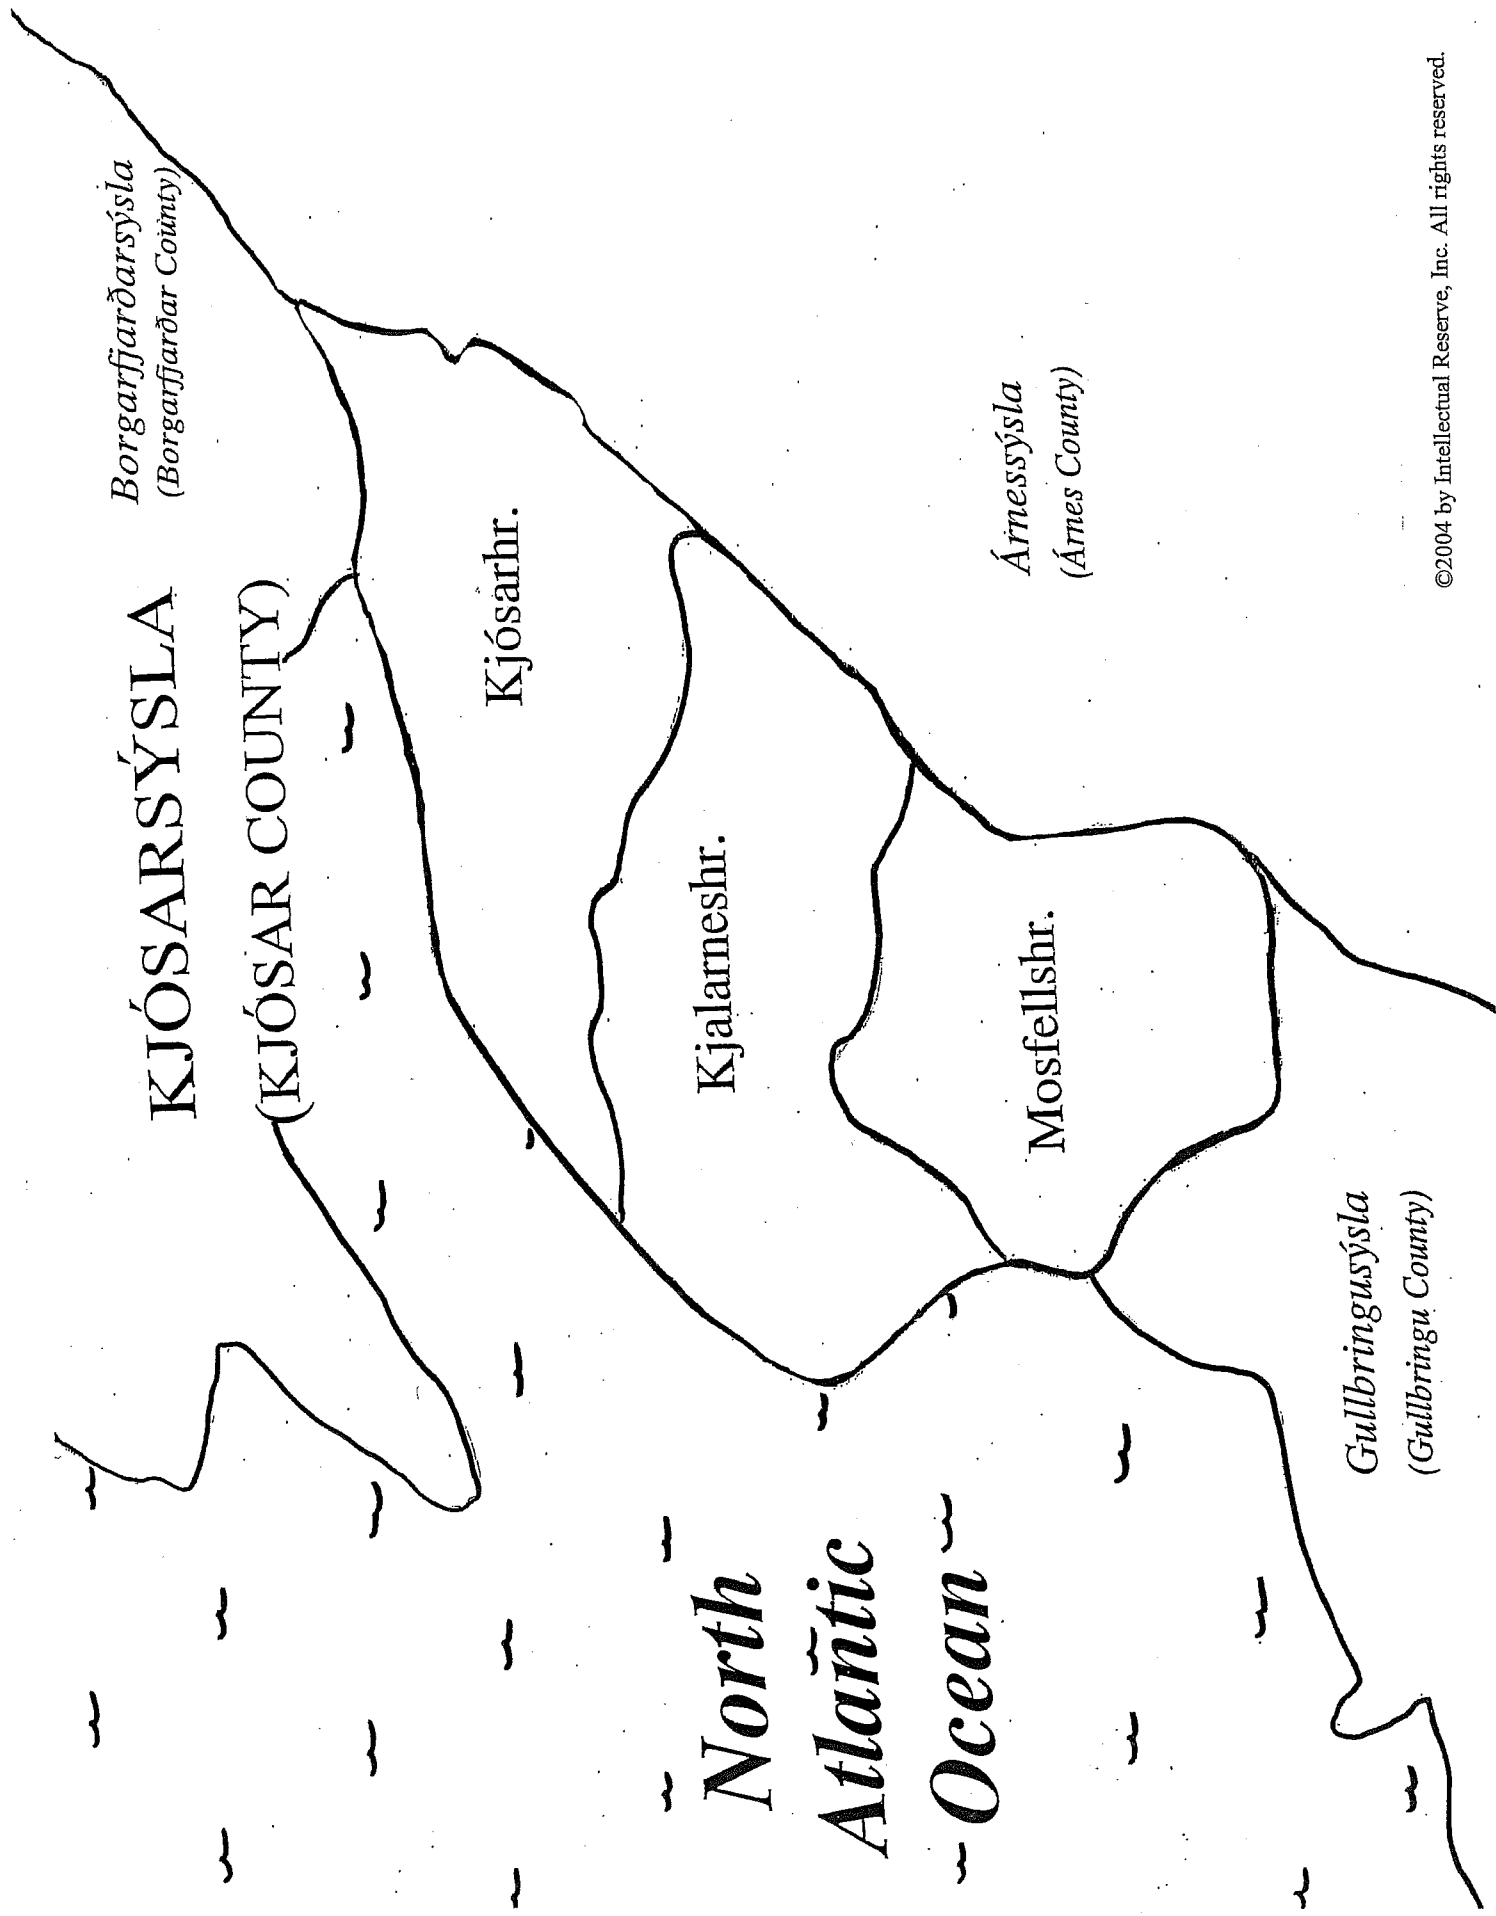 KJÓSARSÝSLA
(KJÓSAR COUNTY)
Borgarfjarðarsýsla
(Borgarfjarðar County)
Kjósarhr.
Kjalarneshr.
Mosfellshr.
North
Atlantic
Ocean
Árnessýsla
(Árnes County)
Gullbringusýsla
(Gullbringu County)
©2004 by Intellectual Reserve, Inc. All rights reserved.